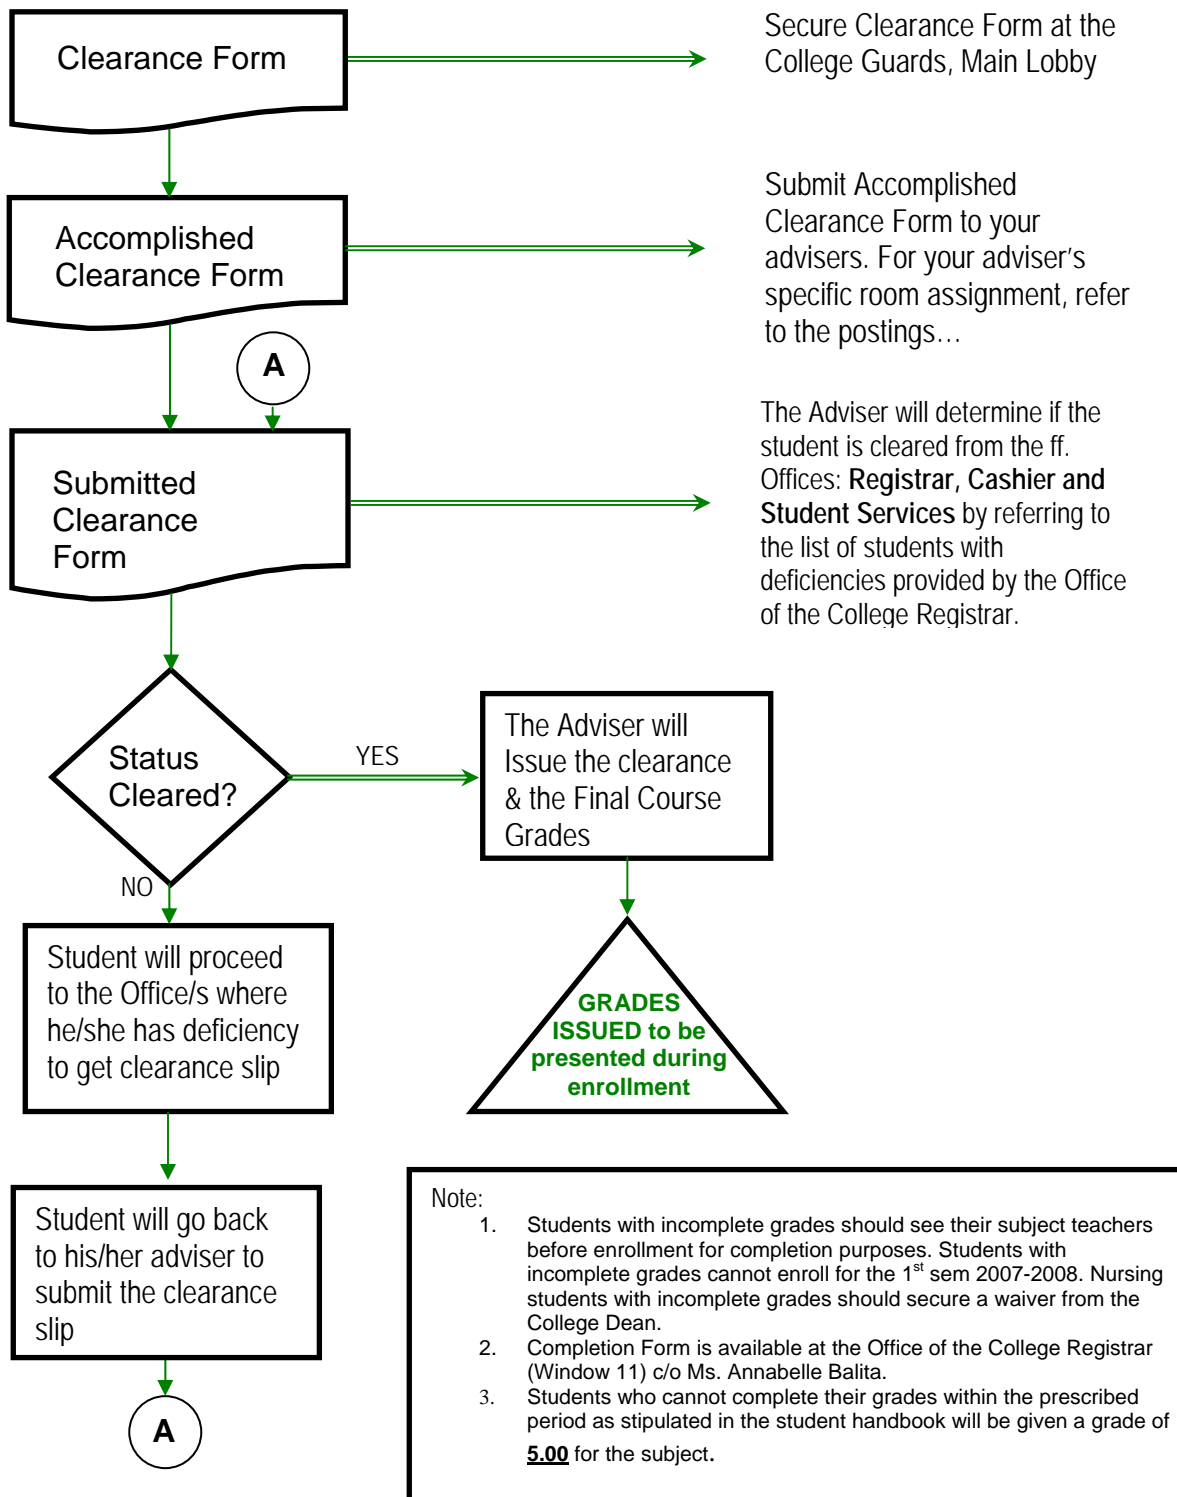 Clearance Form
Secure Clearance Form at the
College Guards, Main Lobby
Accomplished
Clearance Form
Submit Accomplished
Clearance Form to your
advisers. For your adviser’s
specific room assignment, refer
to the postings…
A
Submitted
Clearance
Form
The Adviser will determine if the
student is cleared from the ff.
Offices: Registrar, Cashier and
Student Services by referring to
the list of students with
deficiencies provided by the Office
of the College Registrar.
Status
Cleared?
YES
The Adviser will
Issue the clearance
& the Final Course
Grades
NO
Student will proceed
to the Office/s where
he/she has deficiency
to get clearance slip
GRADES
ISSUED to be
presented during
enrollment
Student will go back
to his/her adviser to
submit the clearance
slip
A
Note:
1. Students with incomplete grades should see their subject teachers
before enrollment for completion purposes. Students with
incomplete grades cannot enroll for the 1st sem 2007-2008. Nursing
students with incomplete grades should secure a waiver from the
College Dean.
2. Completion Form is available at the Office of the College Registrar
(Window 11) c/o Ms. Annabelle Balita.
3. Students who cannot complete their grades within the prescribed
period as stipulated in the student handbook will be given a grade of
5.00 for the subject.